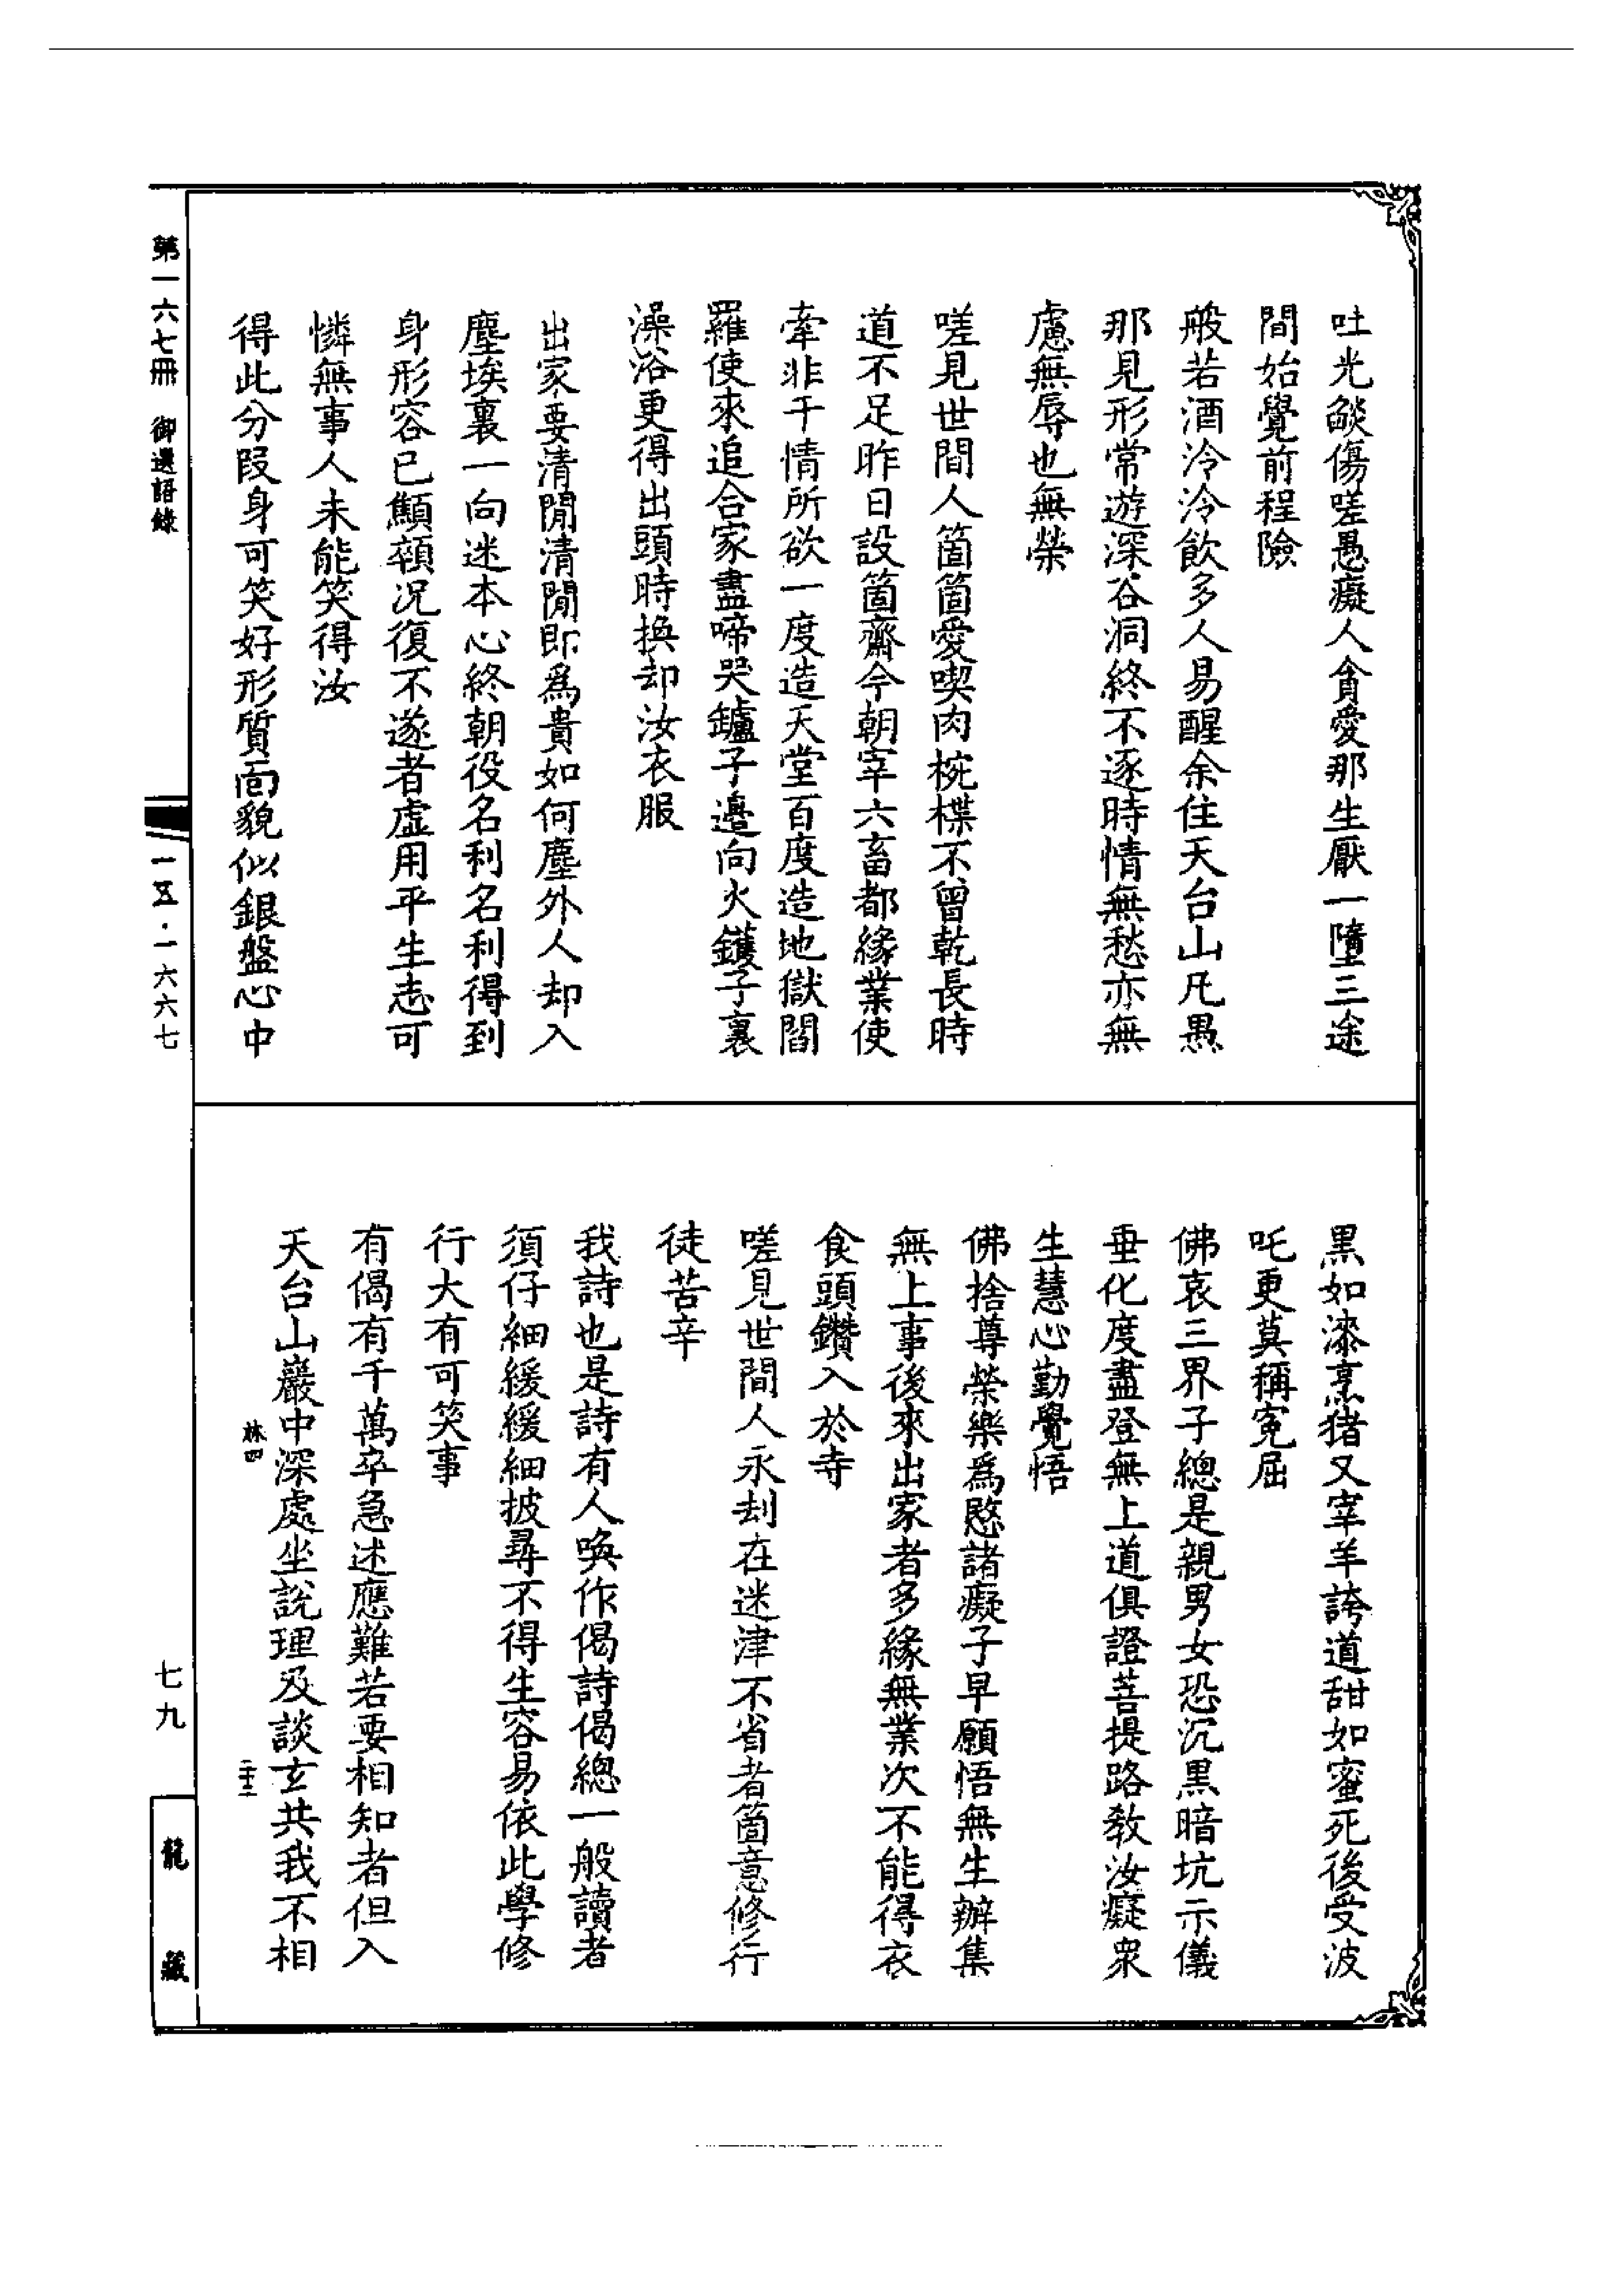 吐光燄傷嗟愚癡人貪愛那生厭一墮三途
間始覺前程險
般若酒泠泠飲多人易醒余住天台山凡愚
那見形常遊深谷洞終不逐時情無愁亦無
慮無辱也無榮
嗟見世間人箇箇愛喫肉椀楪不曾乾長時
道不足昨日設箇齋今朝宰六畜都緣業使
牽非干情所欲一度造天堂百度造地獄閻
羅使來追合家盡啼哭鑪子邊向火鑊子裏
澡浴更得出頭時換却汝衣服
出家要清閒清閒即為貴如何塵外人却入
塵埃裏一向迷本心終朝役名利名利得到
身形容已顦顇況復不遂者虛用平生志可
憐無事人未能笑得汝
得此分段身可笑好形質面貌似銀盤心中
黑如漆烹猪又宰羊誇道甜如蜜死後受波
吒更莫稱寃屈
佛哀三界子總是親男女恐沉黑暗坑示儀
垂化度盡登無上道俱證菩提路教汝癡衆
生慧心勤覺悟
佛捨尊榮樂為愍諸癡子早願悟無生辦集
無上事後來出家者多緣無業次不能得衣
食頭鑽入於寺
嗟見世間人永刦在迷津不省者箇意修行
徒苦辛
我詩也是詩有人喚作偈詩偈總一般讀者
須仔細緩緩細披尋不得生容易依此學修
行大有可笑事
有偈有千萬卒急述應難若要相知者但入
天台山巖中深處坐說理及談玄共我不相
林四
二十三
第一六七冊 御選語錄
一五·一六六七
七九
龍藏